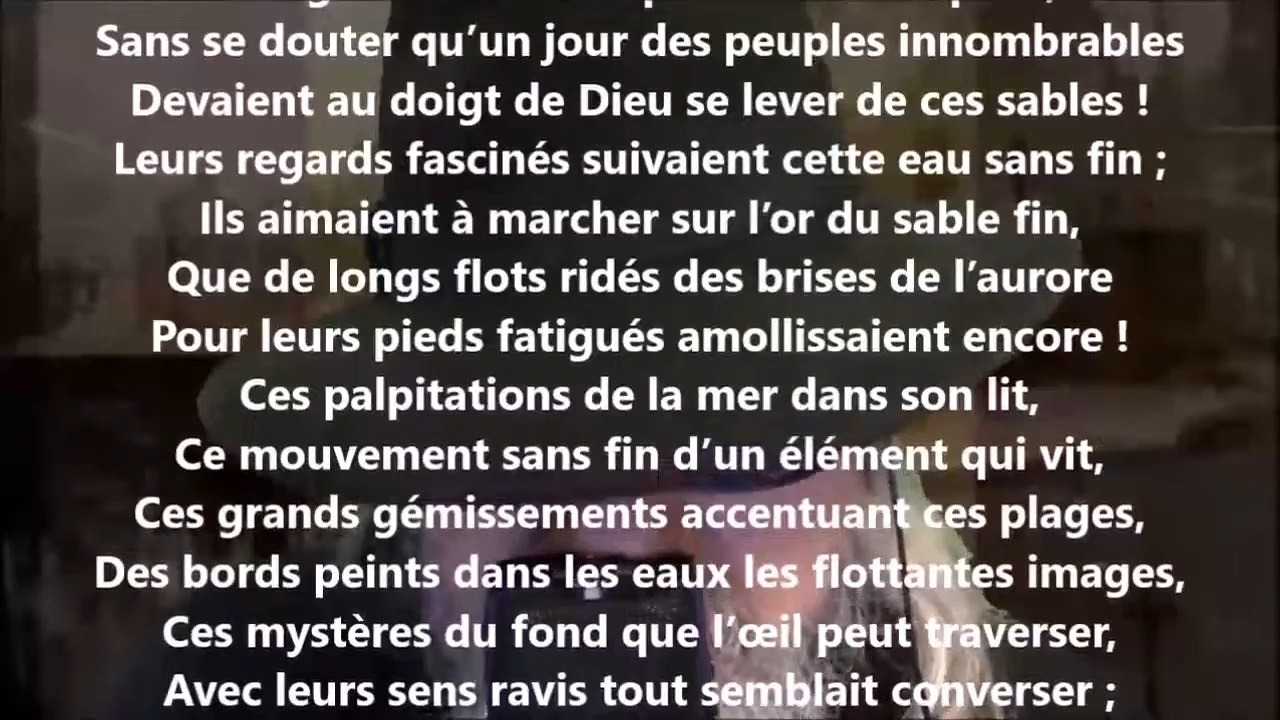 Sans se douter qu’un jour des peuples innombrables
Devaient au doigt de Dieu se lever de ces sables !
Leurs regards fascinés suivaient cette eau sans fin ;
Ils aimaient à marcher sur l’or du sable fin,
Que de longs flots ridés des brises de l’aurore
Pour leurs pieds fatigués amollissaient encore !
Ces palpitations de la mer dans son lit,
Ce mouvement sans fin d’un élément qui vit,
Ces grands gémissements accentuant ces plages,
Des bords peints dans les eaux les flottantes images,
Ces mystères du fond que l’œil peut traverser,
Avec leurs sens ravis tout semblait converser ;